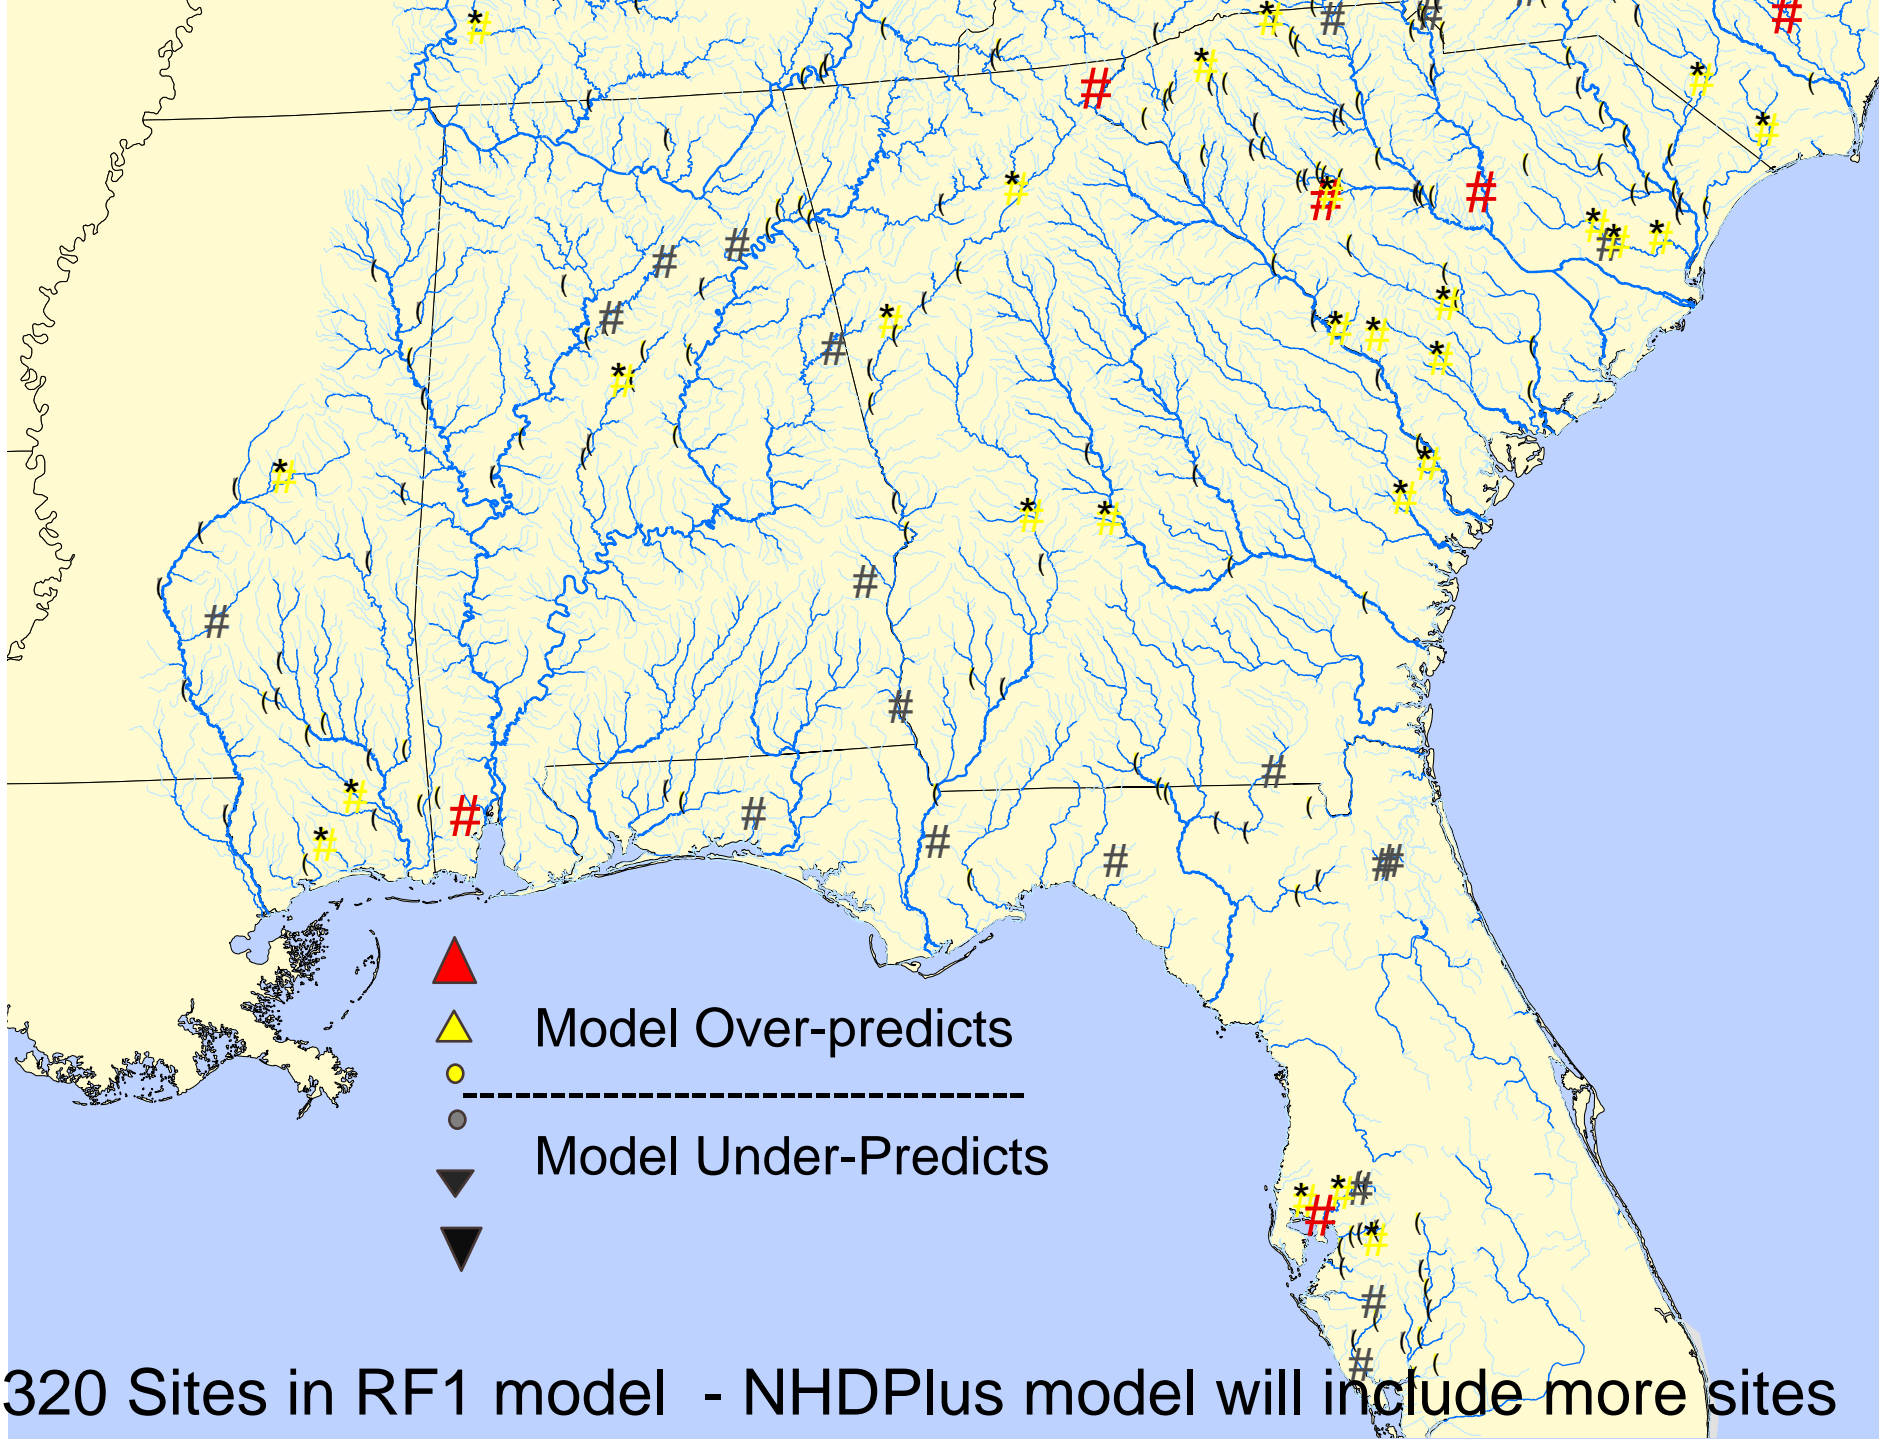 Model Over-predicts
Model Under-Predicts
320 Sites in RF1 model - NHDPlus model will include more sites